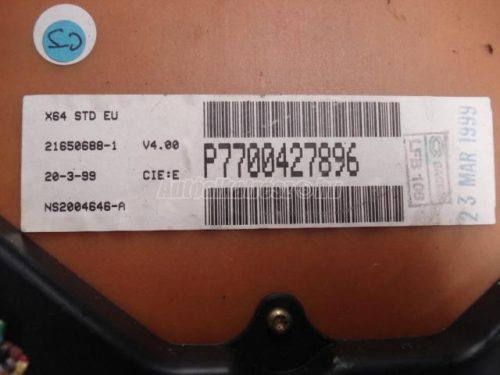 X64 STD EU
21650688-1 V4.00
20-3-99 CIE:E
NS2004646-A
P7700427896
23 MAR 1999